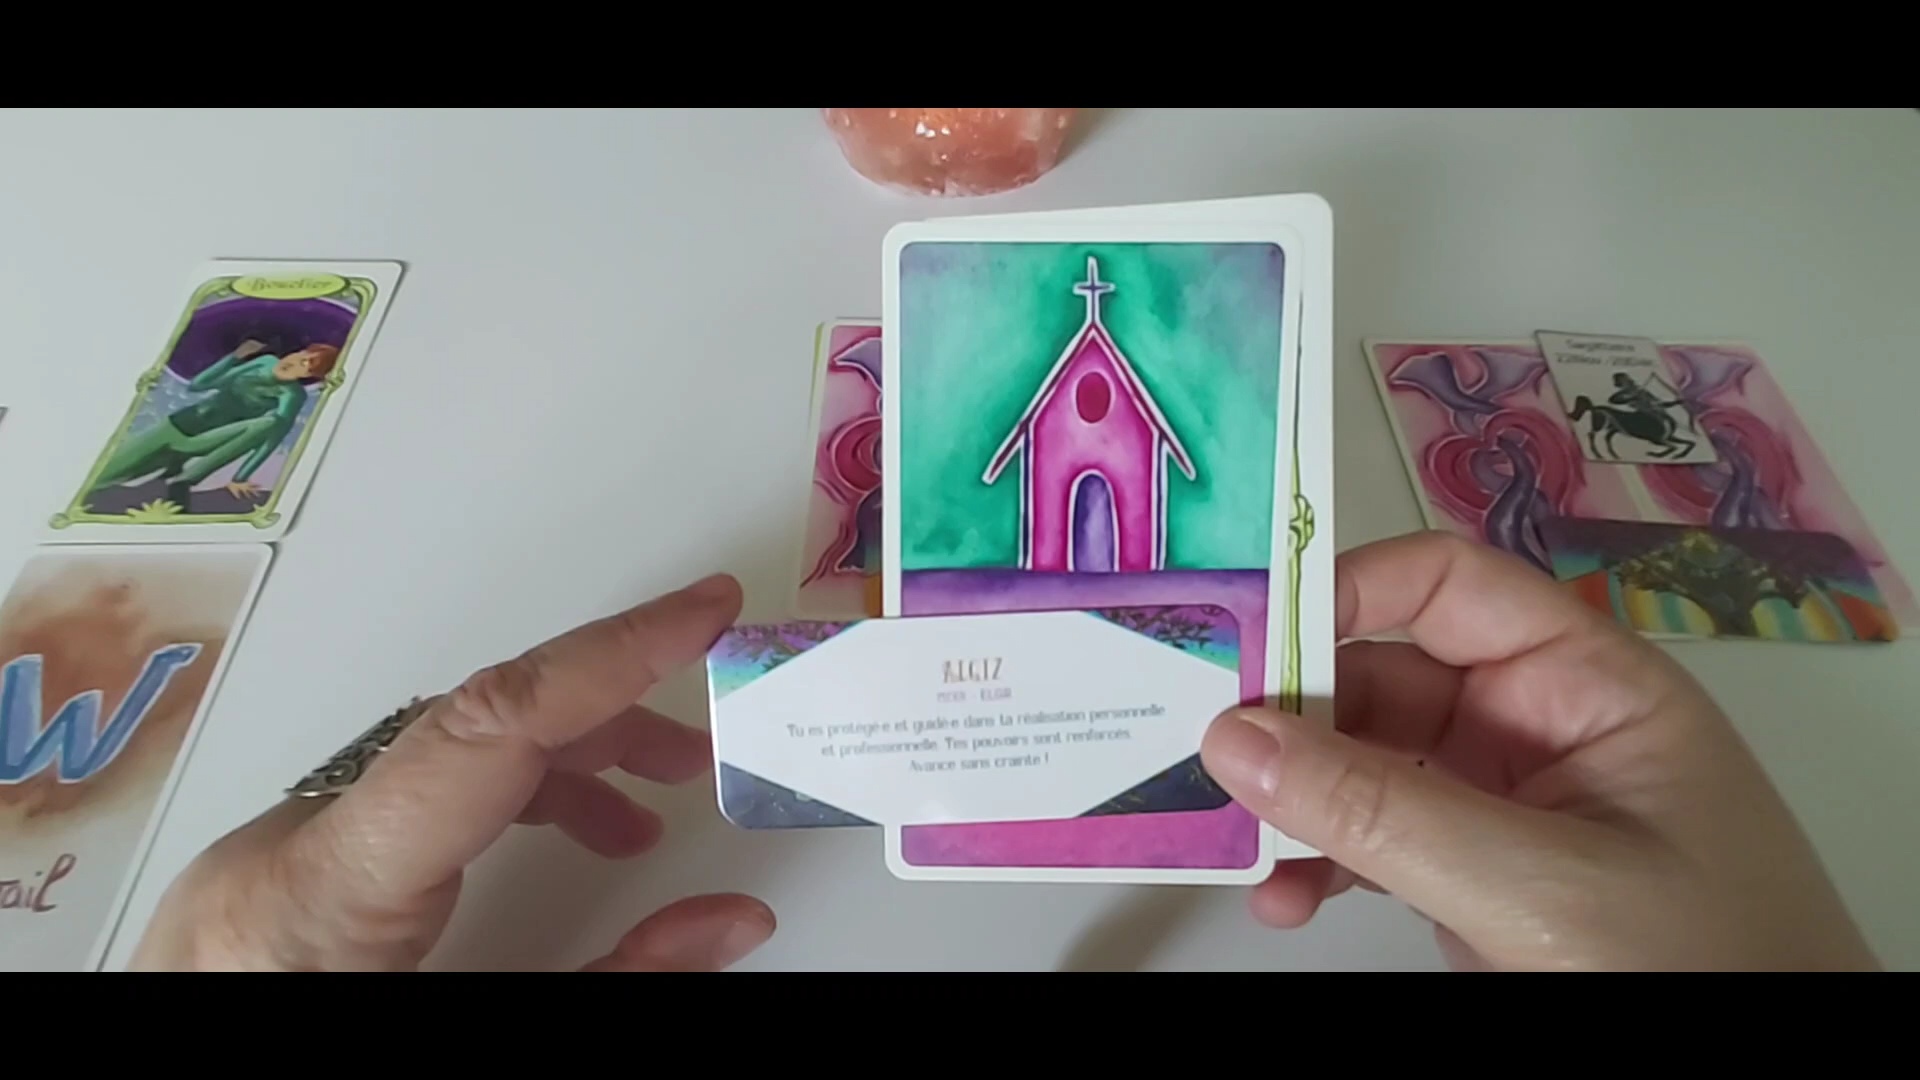 Bouclier
Sagittaire
W
ail
ALGIZ
Tu es protégé·e et guidé·e dans ta réalisation personnelle
et professionnelle. Tes pouvoirs sont renforcés.
Avance sans crainte !